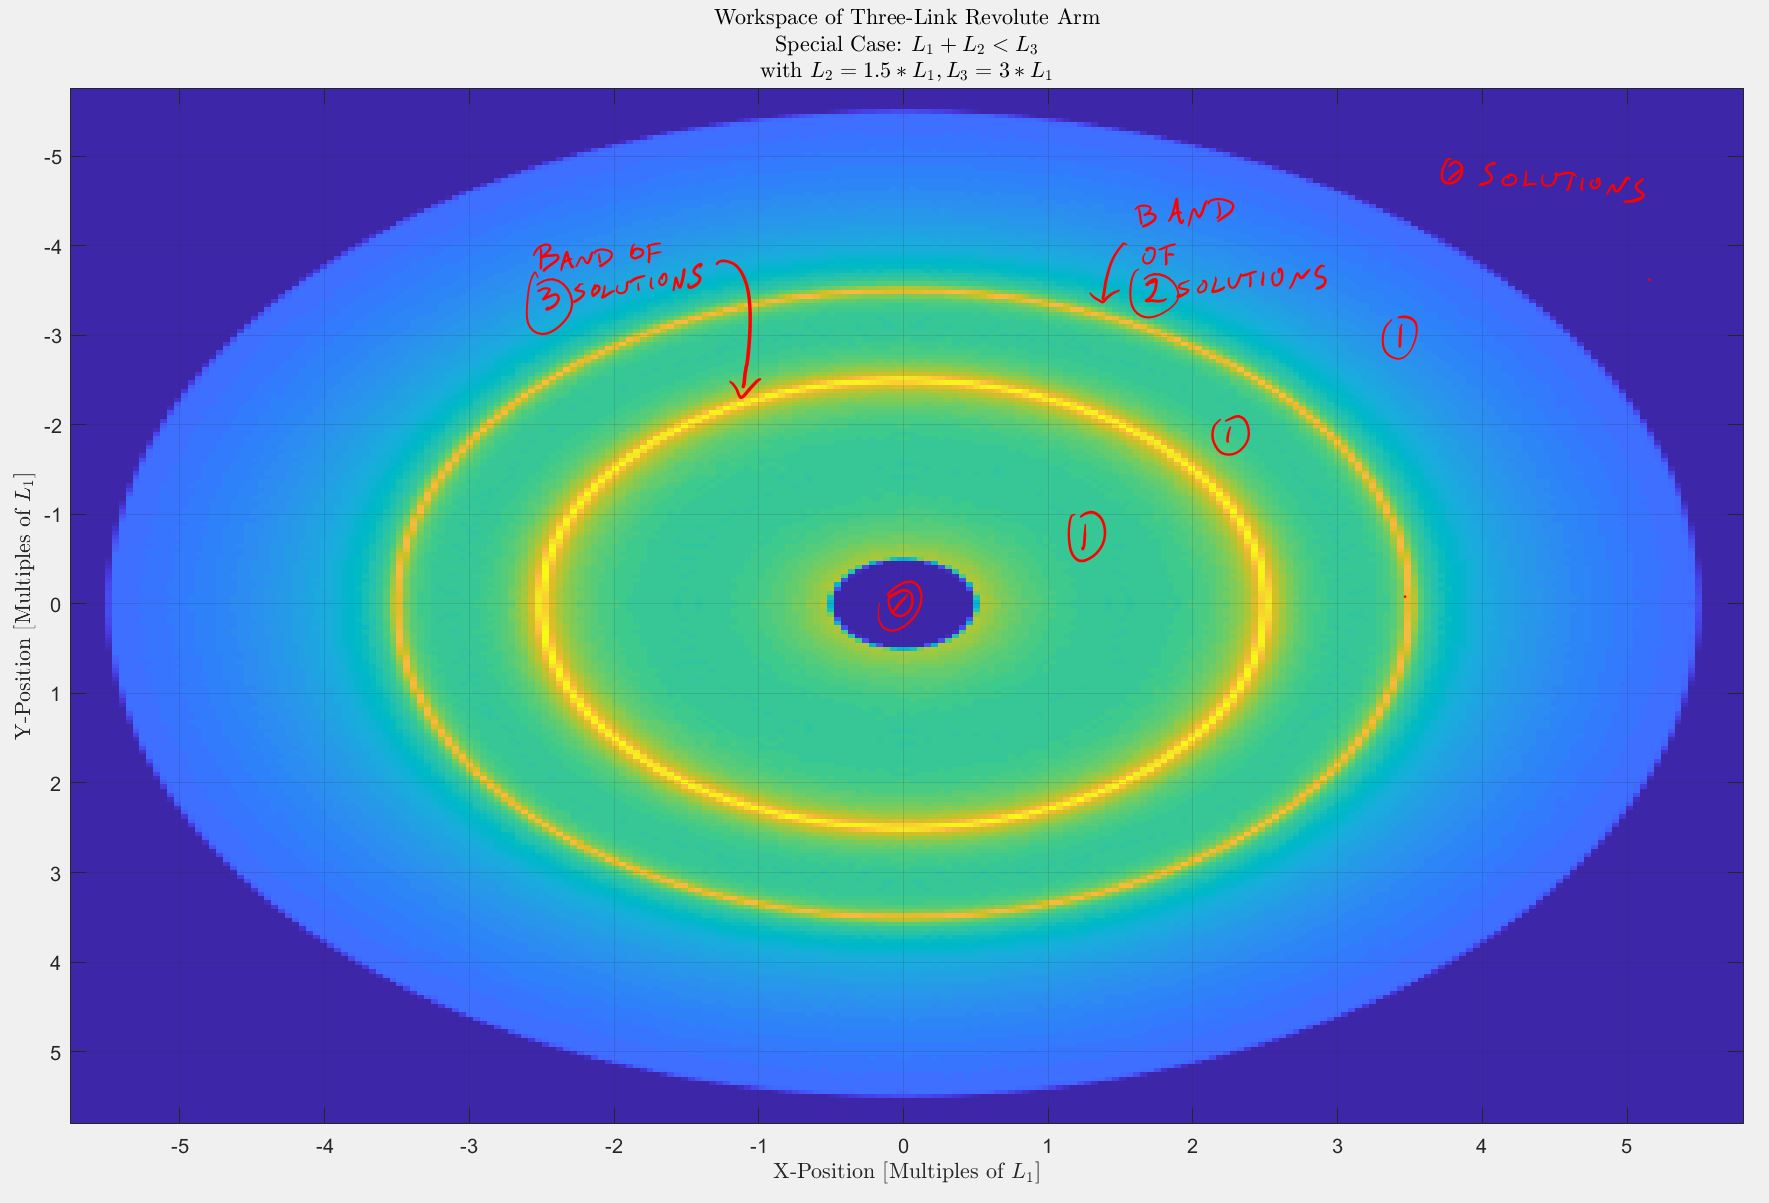 Workspace of Three-Link Revolute Arm
Special Case: L₁ + L₂ < L₃
with L₂ = 1.5 * L₁, L₃ = 3 * L₁
0 SOLUTIONS
BAND
OF
2 SOLUTIONS
BAND OF
3 SOLUTIONS
1
1
1
0
Y-Position [Multiples of L₁]
-5
-4
-3
-2
-1
0
1
2
3
4
5
-5 -4 -3 -2 -1 0 1 2 3 4 5
X-Position [Multiples of L₁]